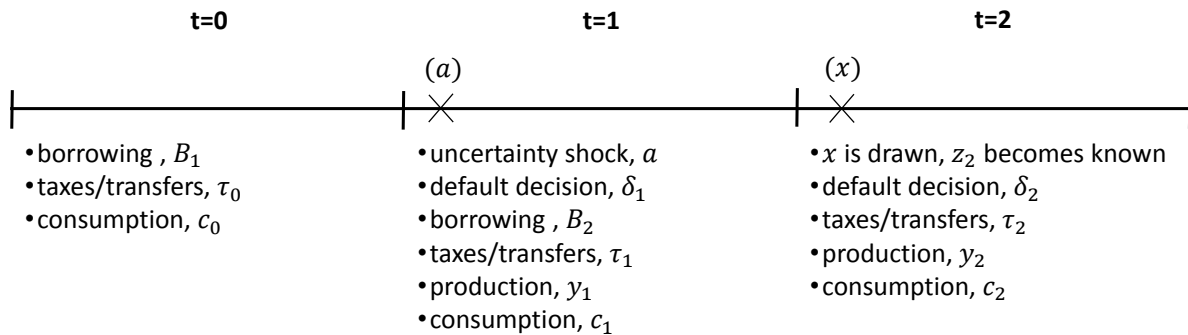 t=0
t=1
t=2
(a)
(x)
•borrowing , B₁
•taxes/transfers, τ₀
•consumption, c₀
•uncertainty shock, a
•default decision, δ₁
•borrowing , B₂
•taxes/transfers, τ₁
•production, y₁
•consumption, c₁
•x is drawn, z₂ becomes known
•default decision, δ₂
•taxes/transfers, τ₂
•production, y₂
•consumption, c₂